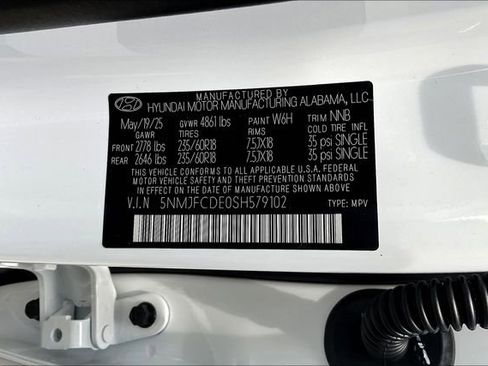 MANUFACTURED BY
HYUNDAI MOTOR MANUFACTURING ALABAMA, LLC
May/19/25 GVWR 4861 lbs PAINT W6H TRIM NNB
GAWR TIRES RIMS COLD TIRE INFL
FRONT 2778 lbs 235/60R18 7.5JX18 35 psi SINGLE
REAR 2646 lbs 235/60R18 7.5JX18 35 psi SINGLE
THIS VEHICLE CONFORMS TO ALL APPLICABLE U.S.A. FEDERAL
MOTOR VEHICLE SAFETY, BUMPER, AND THEFT PREVENTION STANDARDS
IN EFFECT ON THE DATE OF MANUFACTURE SHOWN ABOVE.
V.I.N 5NMJFCDE0SH579102 TYPE: MPV